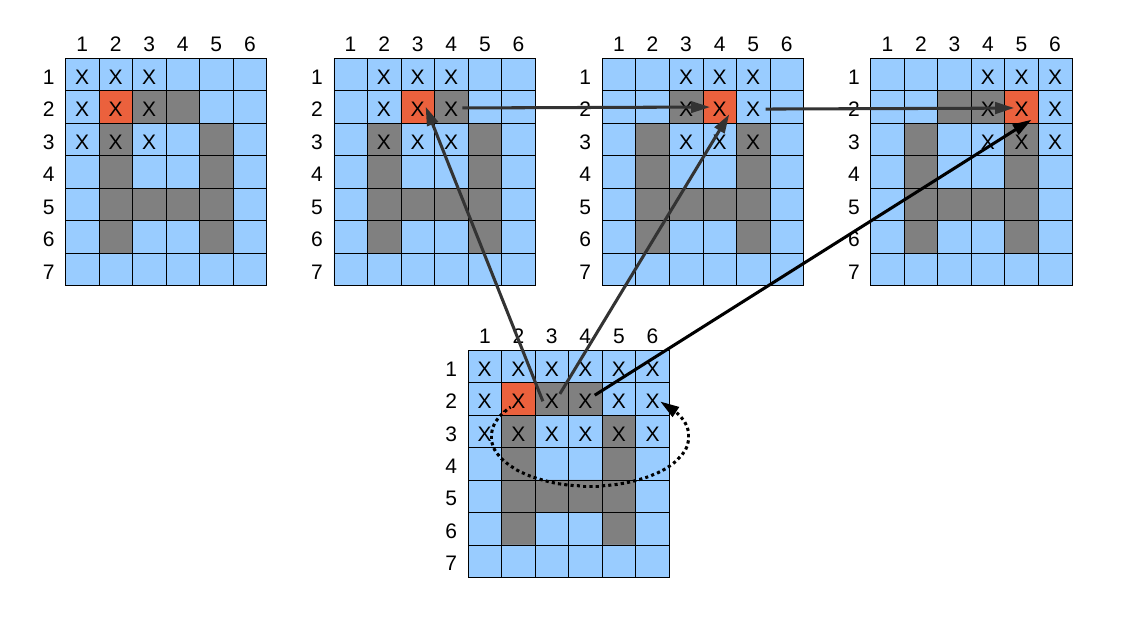 1 2 3 4 5 6 1 2 3 4 5 6 1 2 3 4 5 6 1 2 3 4 5 6
1 X X X 1 X X X 1 X X X 1 X X X
2 X X X 2 X X X 2 X X X 2 X X X
3 X X X 3 X X X 3 X X X 3 X X X
4 4 4 4
5 5 5 5
6 6 6 6
7 7 7 7
1 2 3 4 5 6
1 X X X X X X
2 X X X X X X
3 X X X X X X
4
5
6
7